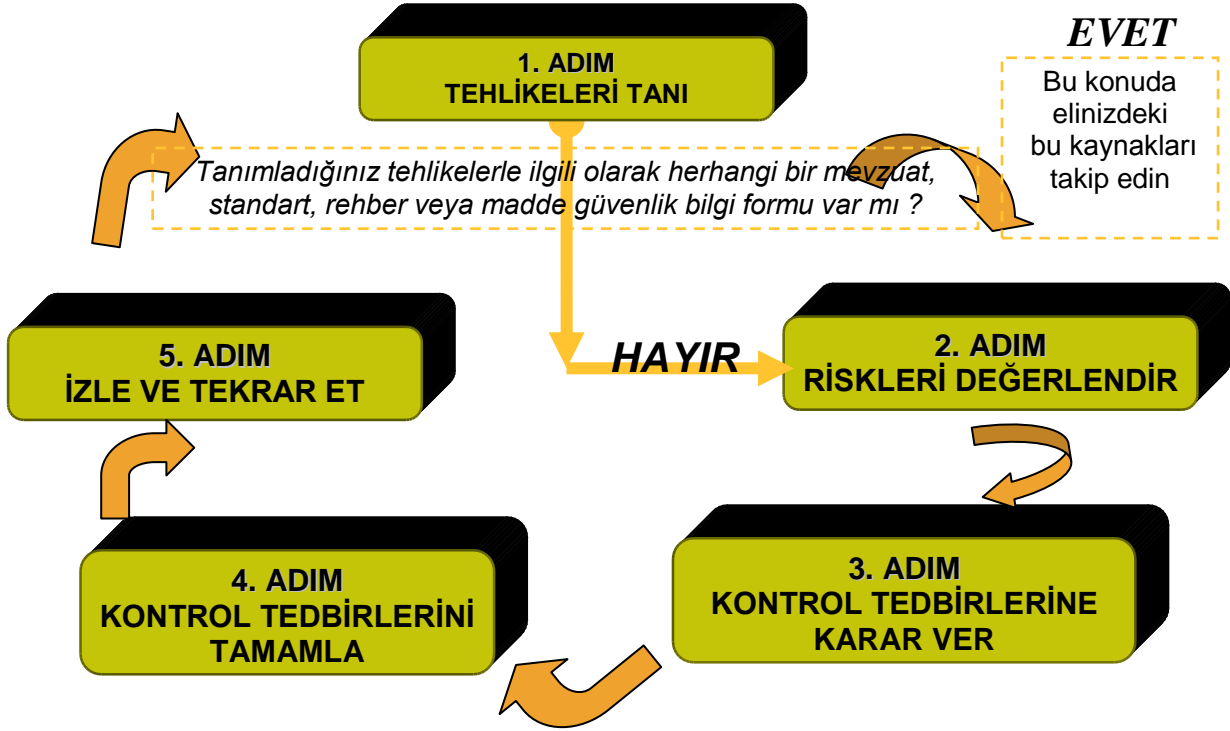 1. ADIM
TEHLİKELERİ TANI
EVET
Bu konuda
elinizdeki
bu kaynakları
takip edin
Tanımladığınız tehlikelerle ilgili olarak herhangi bir mevzuat,
standart, rehber veya madde güvenlik bilgi formu var mı ?
HAYIR
2. ADIM
RİSKLERİ DEĞERLENDİR
3. ADIM
KONTROL TEDBİRLERİNE
KARAR VER
4. ADIM
KONTROL TEDBİRLERİNİ
TAMAMLA
5. ADIM
İZLE VE TEKRAR ET